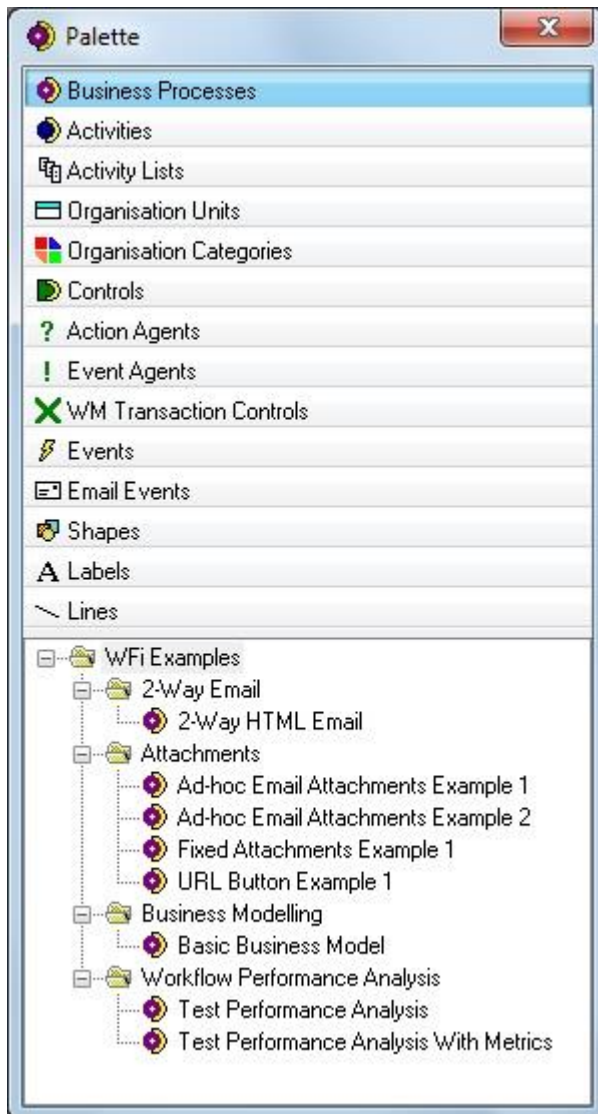 Palette
Business Processes
Activities
Activity Lists
Organisation Units
Organisation Categories
Controls
? Action Agents
! Event Agents
WM Transaction Controls
Events
Email Events
Shapes
A Labels
Lines
WFi Examples
2-Way Email
2-Way HTML Email
Attachments
Ad-hoc Email Attachments Example 1
Ad-hoc Email Attachments Example 2
Fixed Attachments Example 1
URL Button Example 1
Business Modelling
Basic Business Model
Workflow Performance Analysis
Test Performance Analysis
Test Performance Analysis With Metrics